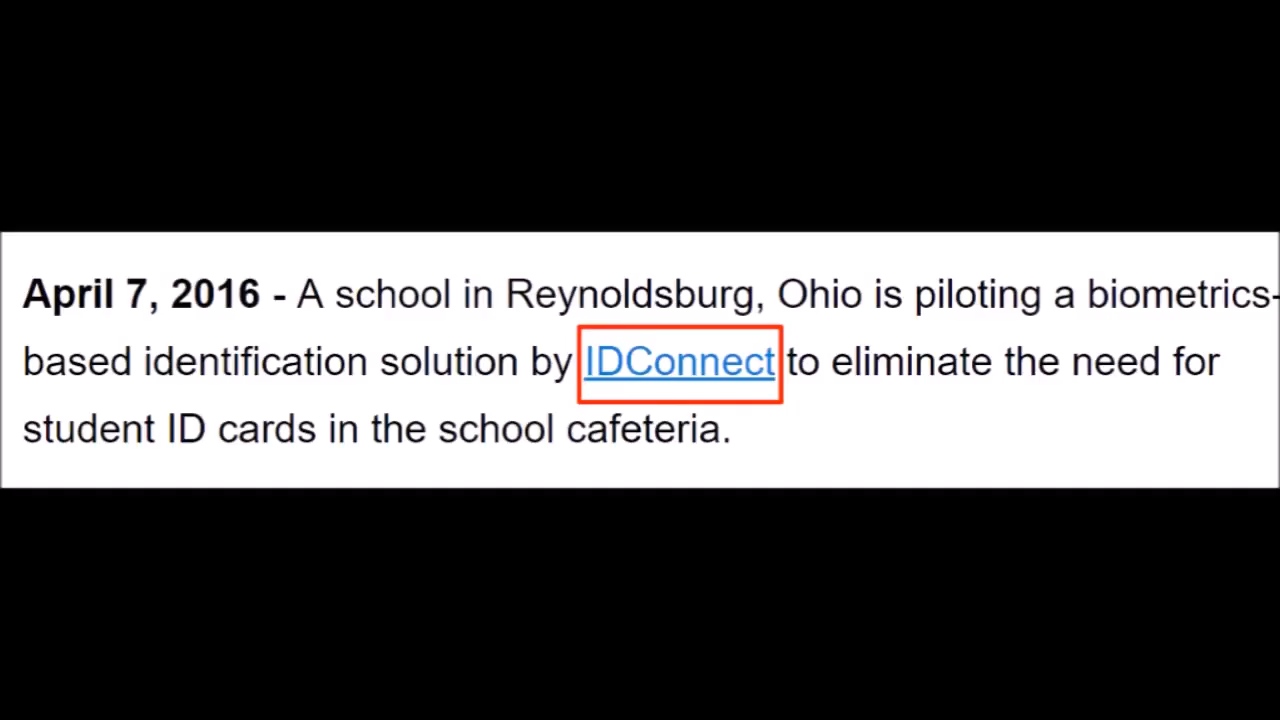 April 7, 2016 - A school in Reynoldsburg, Ohio is piloting a biometrics-
based identification solution by IDConnect to eliminate the need for
student ID cards in the school cafeteria.